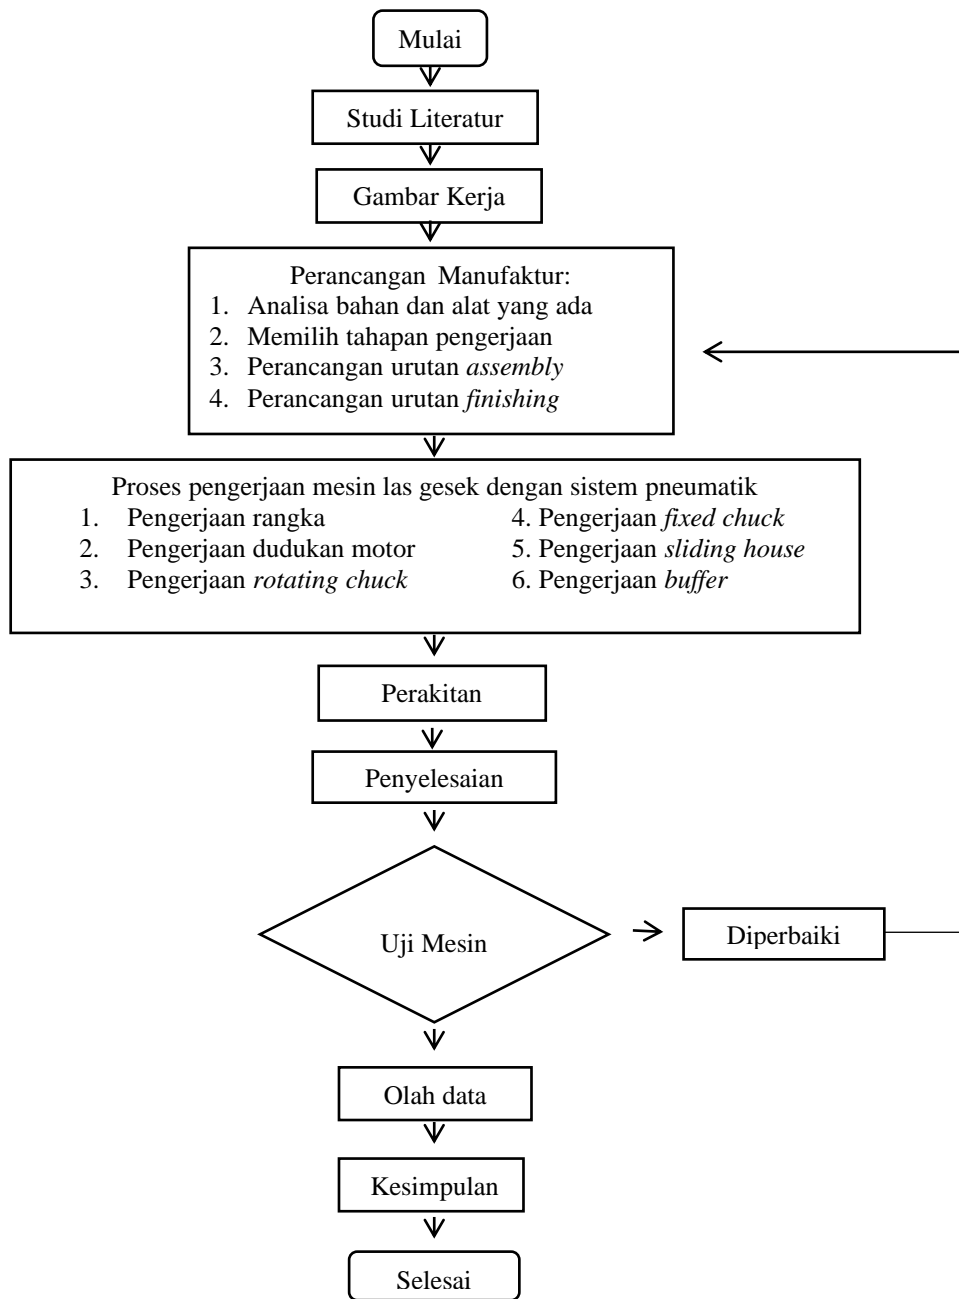 Mulai
Studi Literatur
Gambar Kerja
Perancangan Manufaktur:
1. Analisa bahan dan alat yang ada
2. Memilih tahapan pengerjaan
3. Perancangan urutan assembly
4. Perancangan urutan finishing
Proses pengerjaan mesin las gesek dengan sistem pneumatik
1. Pengerjaan rangka
2. Pengerjaan dudukan motor
3. Pengerjaan rotating chuck
4. Pengerjaan fixed chuck
5. Pengerjaan sliding house
6. Pengerjaan buffer
Perakitan
Penyelesaian
Uji Mesin
Diperbaiki
Olah data
Kesimpulan
Selesai